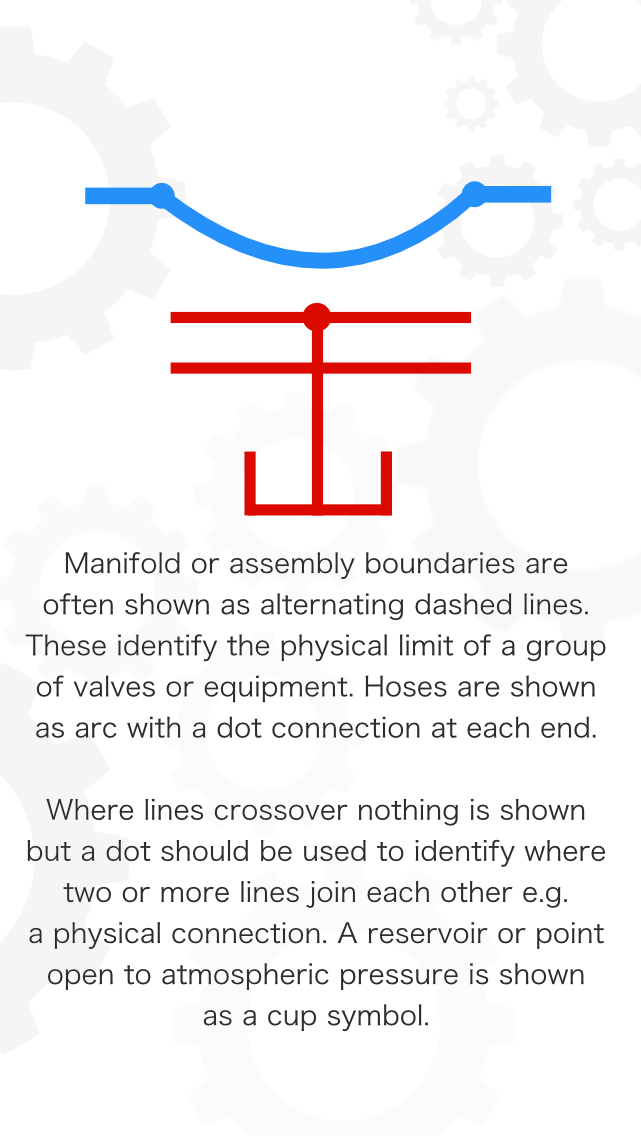 Manifold or assembly boundaries are
often shown as alternating dashed lines.
These identify the physical limit of a group
of valves or equipment. Hoses are shown
as arc with a dot connection at each end.
Where lines crossover nothing is shown
but a dot should be used to identify where
two or more lines join each other e.g.
a physical connection. A reservoir or point
open to atmospheric pressure is shown
as a cup symbol.